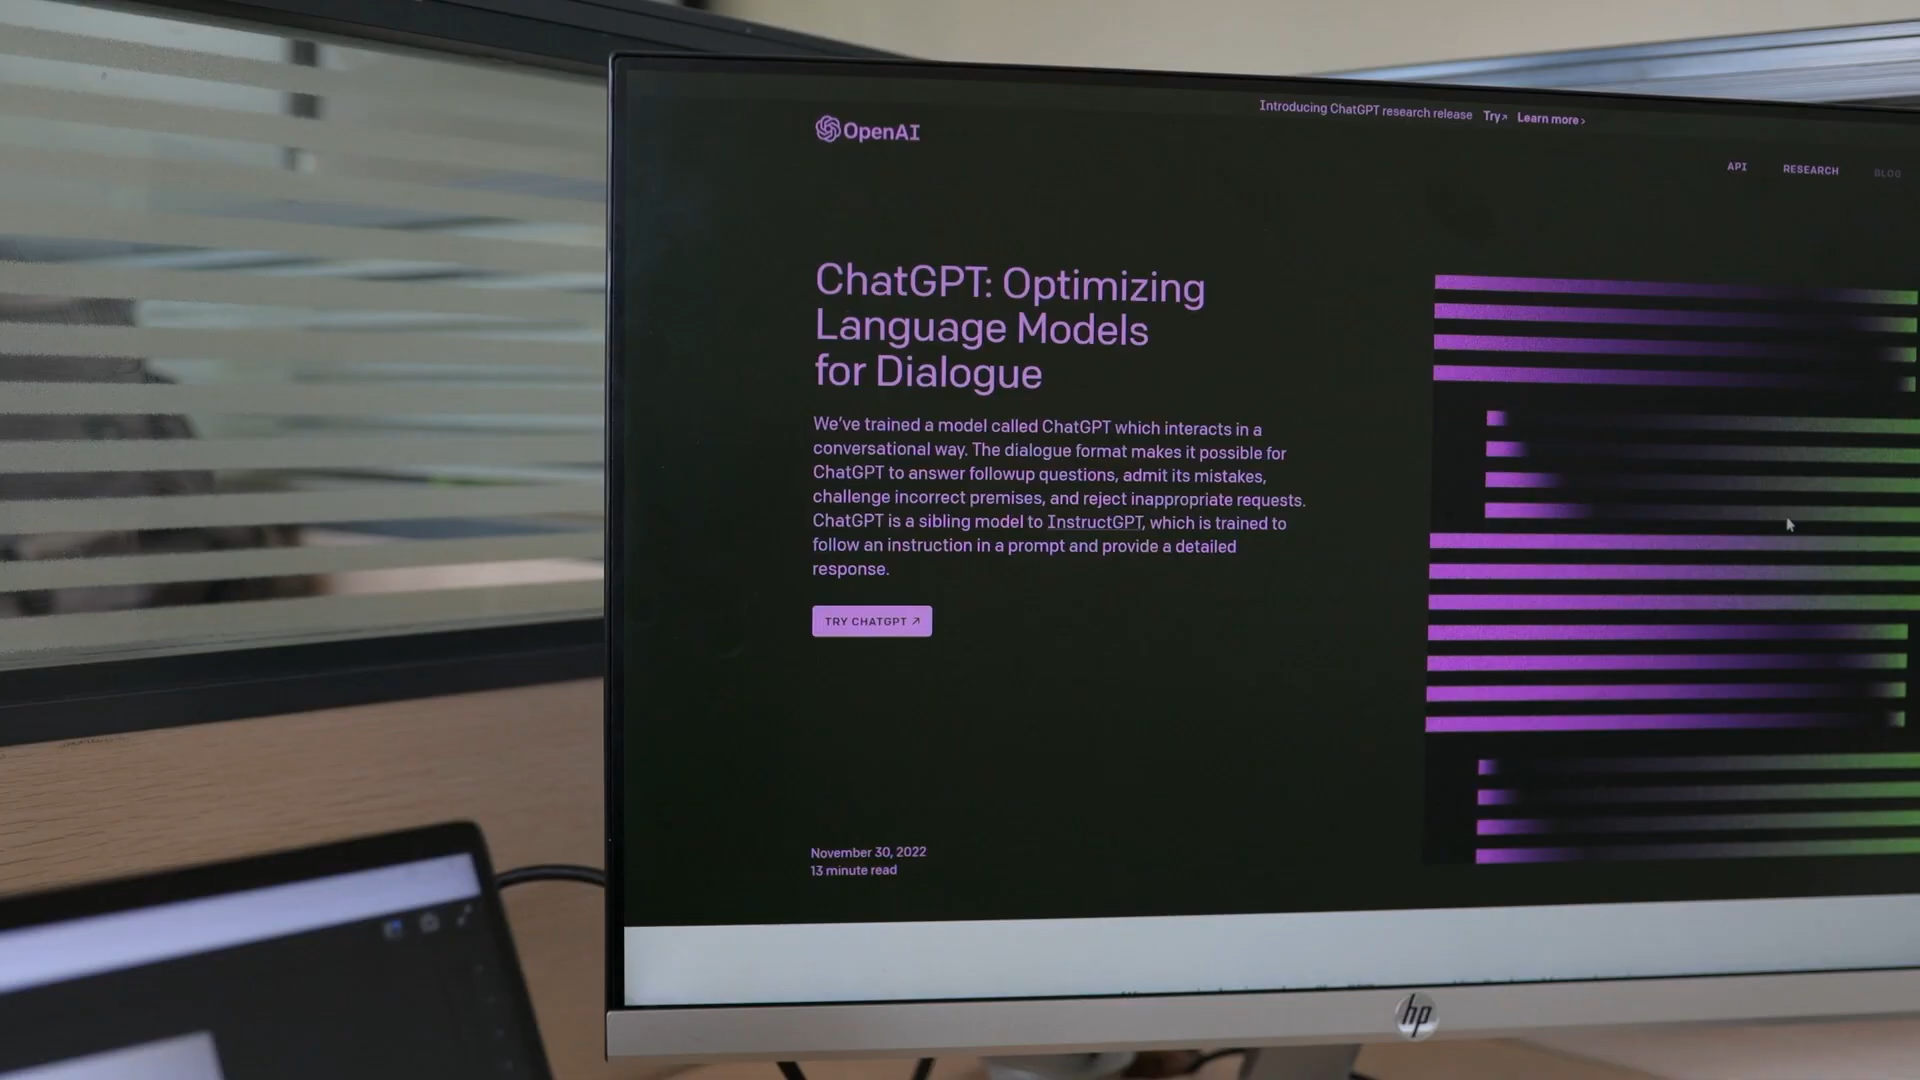 Introducing ChatGPT research release Try↗ Learn more ›
OpenAI
API RESEARCH BLOG
ChatGPT: Optimizing
Language Models
for Dialogue
We've trained a model called ChatGPT which interacts in a
conversational way. The dialogue format makes it possible for
ChatGPT to answer followup questions, admit its mistakes,
challenge incorrect premises, and reject inappropriate requests.
ChatGPT is a sibling model to InstructGPT, which is trained to
follow an instruction in a prompt and provide a detailed
response.
TRY CHATGPT ↗
November 30, 2022
13 minute read
hp